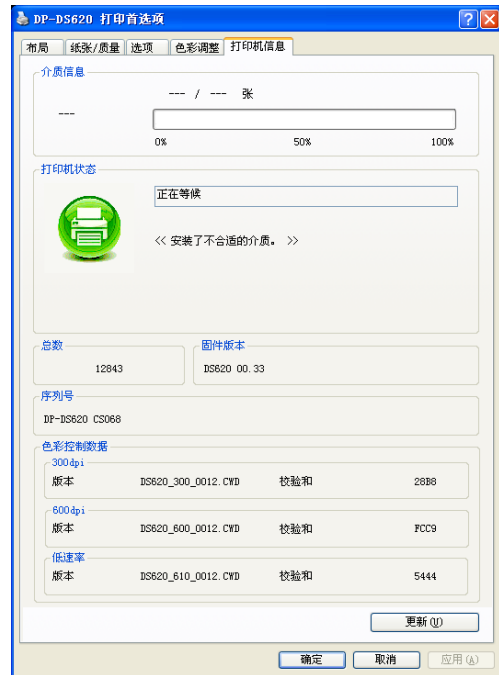 DP-DS620 打印首选项
布局 纸张/质量 选项 色彩调整 打印机信息
介质信息
--- / --- 张
---
0% 50% 100%
打印机状态
正在等候
<< 安装了不合适的介质。 >>
总数 固件版本
12843 DS620 00.33
序列号
DP-DS620 CS068
色彩控制数据
300dpi
版本 DS620_300_0012.CWD 校验和 28B8
600dpi
版本 DS620_600_0012.CWD 校验和 FCC9
低速率
版本 DS620_610_0012.CWD 校验和 5444
更新(U)
确定 取消 应用(A)